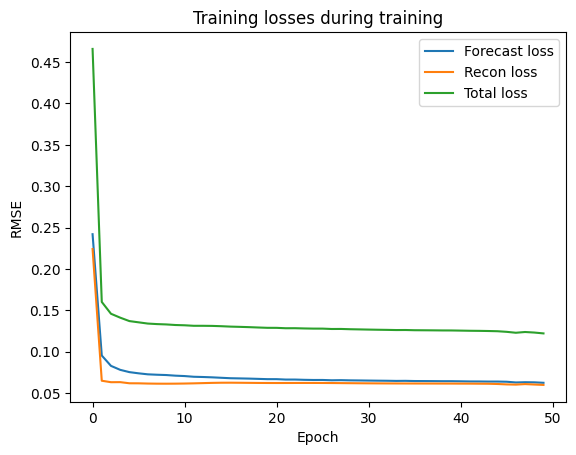 Training losses during training
Forecast loss
Recon loss
Total loss
0.45
0.40
0.35
0.30
0.25
0.20
0.15
0.10
0.05
RMSE
0
10
20
30
40
50
Epoch